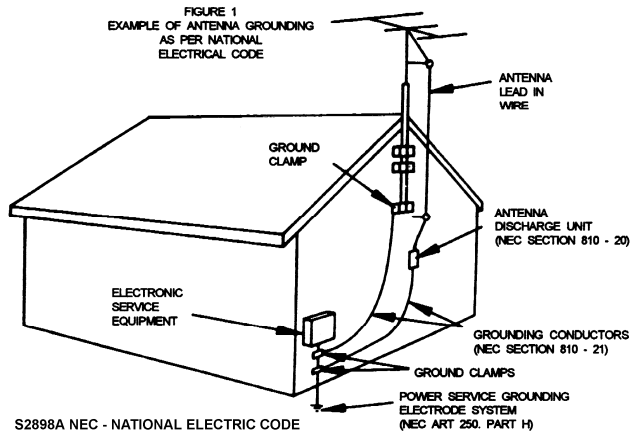 FIGURE 1
EXAMPLE OF ANTENNA GROUNDING
AS PER NATIONAL
ELECTRICAL CODE
ANTENNA
LEAD IN
WIRE
GROUND
CLAMP
ANTENNA
DISCHARGE UNIT
(NEC SECTION 810 - 20)
ELECTRONIC
SERVICE
EQUIPMENT
GROUNDING CONDUCTORS
(NEC SECTION 810 - 21)
GROUND CLAMPS
POWER SERVICE GROUNDING
ELECTRODE SYSTEM
(NEC ART 250. PART H)
S2898A NEC - NATIONAL ELECTRIC CODE